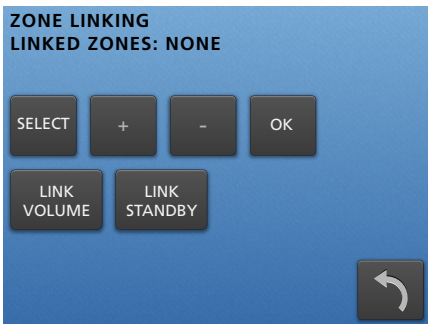 ZONE LINKING
LINKED ZONES: NONE
SELECT + - OK
LINK LINK
VOLUME STANDBY